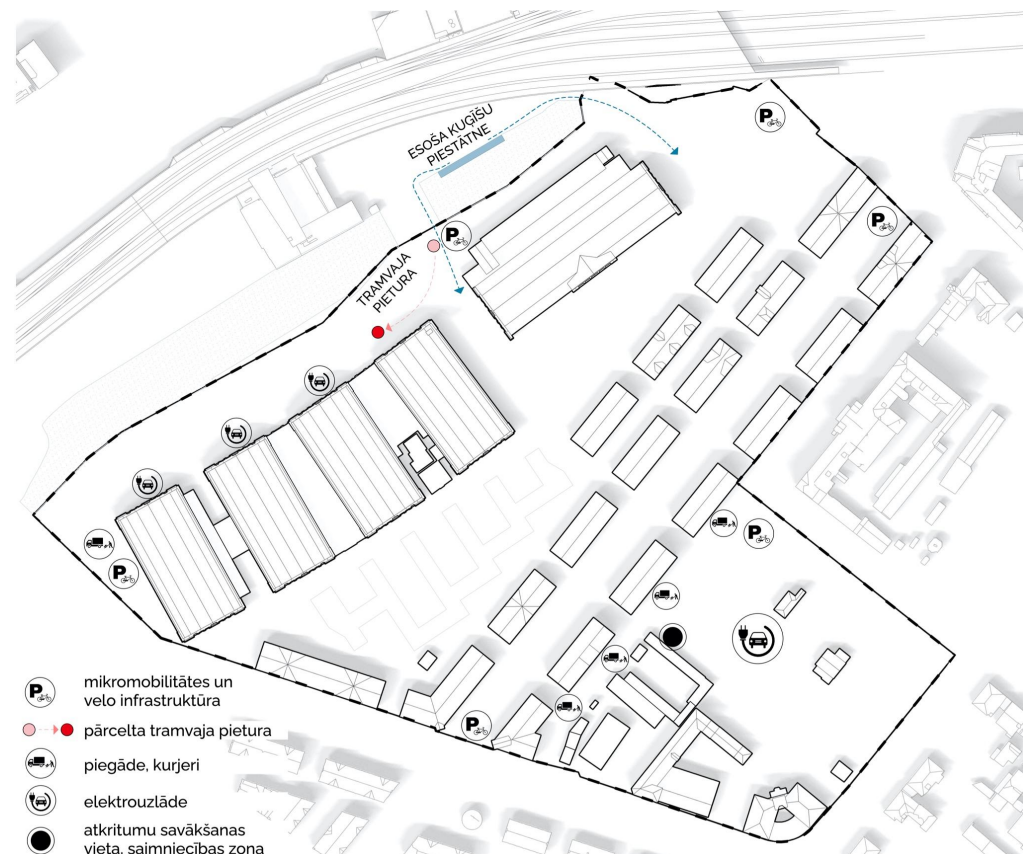 ESOŠA KUĢĪŠU
PIESTĀTNE
TRAMVAJA
PIETURA
P
P
P
P
P
P
P
mikromobilitātes un
velo infrastruktūra
pārcelta tramvaja pietura
piegāde, kurjeri
elektrouzlāde
atkritumu savākšanas
vieta, saimniecības zona